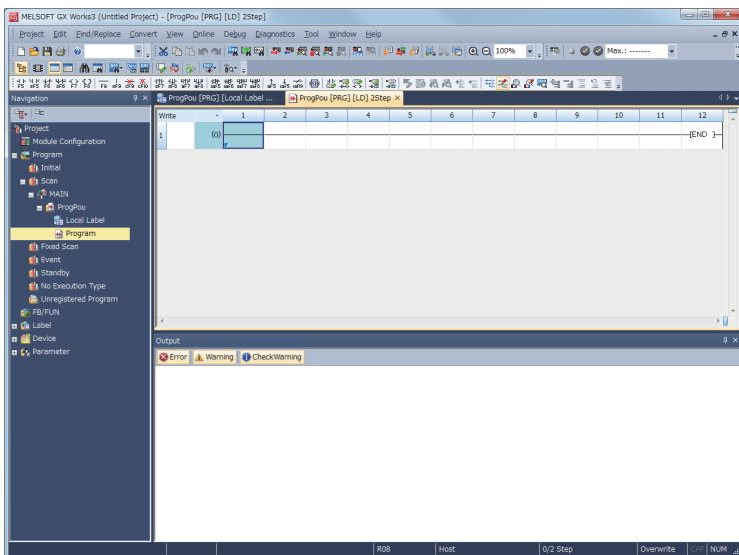 MELSOFT GX Works3 (Untitled Project) - [ProgPou [PRG] [LD] 2Step]
Project Edit Find/Replace Convert View Online Debug Diagnostics Tool Window Help
100%
Max.: -------
Navigation
ProgPou [PRG] [Local Label ...
ProgPou [PRG] [LD] 2Step
Write 1 2 3 4 5 6 7 8 9 10 11 12
1 (0) [END ]
Project
Module Configuration
Program
Initial
Scan
MAIN
ProgPou
Local Label
Program
Fixed Scan
Event
Standby
No Execution Type
Unregistered Program
FB/FUN
Label
Device
Parameter
Output
Error Warning CheckWarning
R08 Host 0/2 Step Overwrite CAP NUM